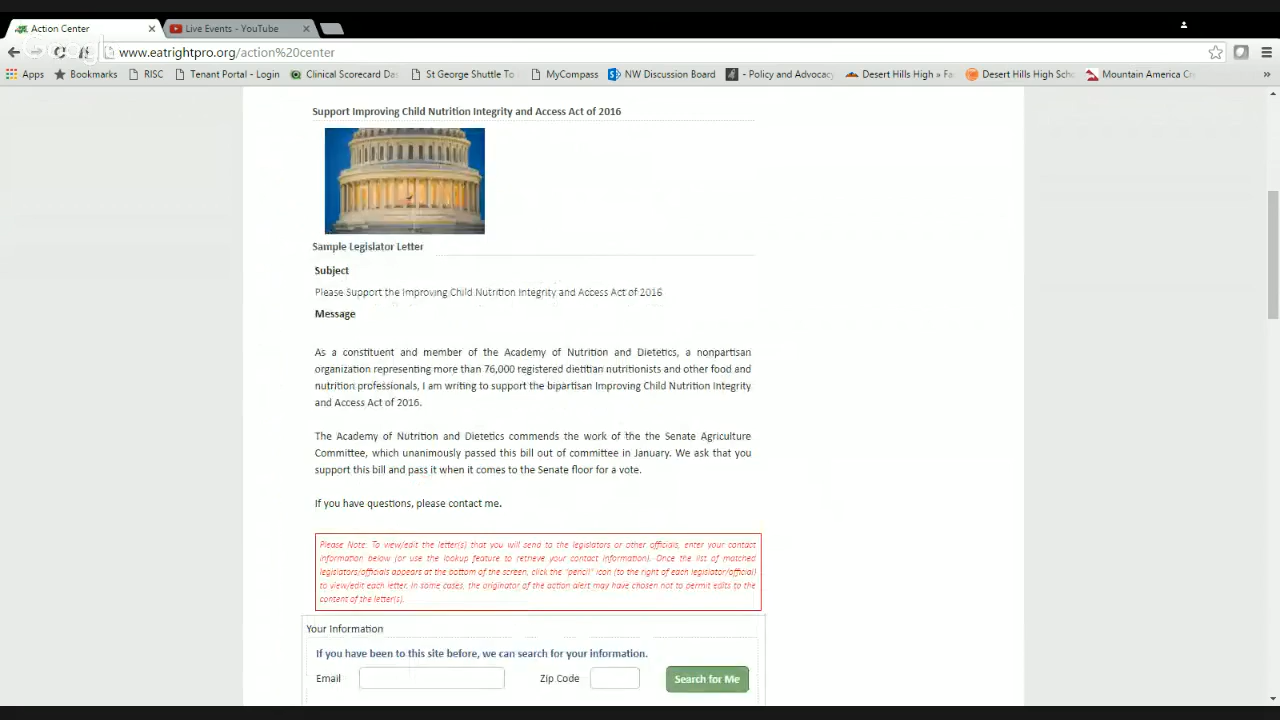 Action Center
Live Events - YouTube
www.eatrightpro.org/action%20center
Apps Bookmarks RISC Tenant Portal - Login Clinical Scorecard Da St George Shuttle To MyCompass NW Discussion Board - Policy and Advocacy Desert Hills High » Fa Desert Hills High Scho Mountain America Cr »
Support Improving Child Nutrition Integrity and Access Act of 2016
Sample Legislator Letter
Subject
Please Support the Improving Child Nutrition Integrity and Access Act of 2016
Message
As a constituent and member of the Academy of Nutrition and Dietetics, a nonpartisan
organization representing more than 76,000 registered dietitian nutritionists and other food and
nutrition professionals, I am writing to support the bipartisan Improving Child Nutrition Integrity
and Access Act of 2016.
The Academy of Nutrition and Dietetics commends the work of the the Senate Agriculture
Committee, which unanimously passed this bill out of committee in January. We ask that you
support this bill and pass it when it comes to the Senate floor for a vote.
If you have questions, please contact me.
Please Note: To view/edit the letter(s) that you will send to the legislators or other officials, enter your contact
information below (or use the lookup feature to retrieve your contact information). Once the list of matched
legislators/officials appears at the bottom of the screen, click the "pencil" icon (to the right of each legislator/official)
to view/edit each letter. In some cases, the originator of the action alert may have chosen not to permit edits to the
content of the letter(s).
Your Information
If you have been to this site before, we can search for your information.
Email Zip Code Search for Me